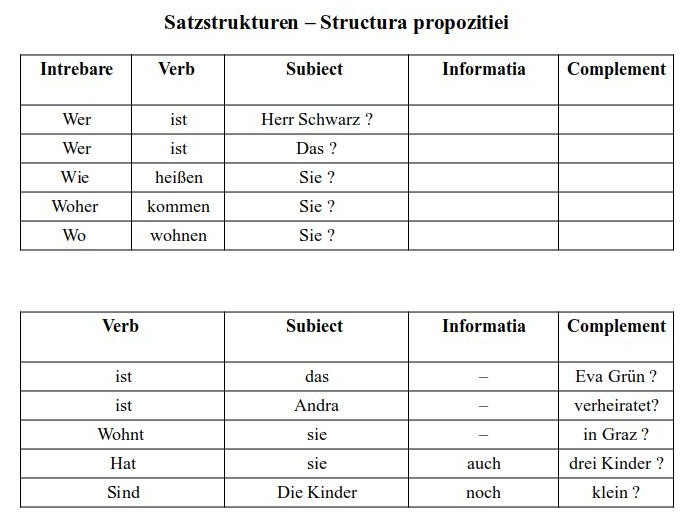 Satzstrukturen – Structura propozitiei
Intrebare Verb Subiect Informatia Complement
Wer ist Herr Schwarz ?
Wer ist Das ?
Wie heißen Sie ?
Woher kommen Sie ?
Wo wohnen Sie ?
Verb Subiect Informatia Complement
ist das – Eva Grün ?
ist Andra – verheiratet?
Wohnt sie – in Graz ?
Hat sie auch drei Kinder ?
Sind Die Kinder noch klein ?